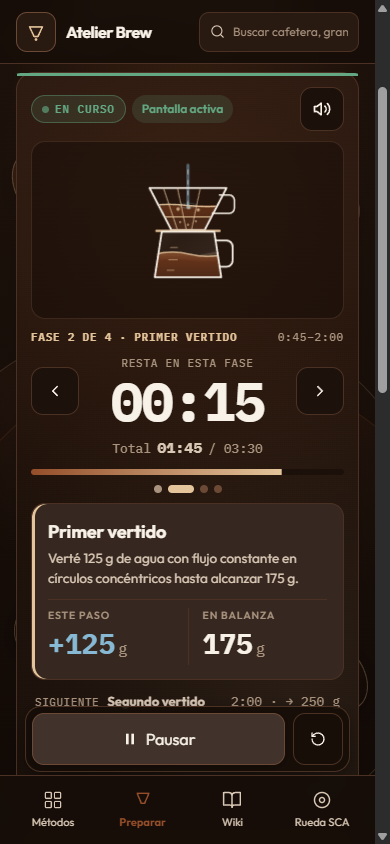 Atelier Brew
Buscar cafetera, gran
EN CURSO
Pantalla activa
FASE 2 DE 4 · PRIMER VERTIDO
0:45–2:00
RESTA EN ESTA FASE
00:15
Total 01:45 / 03:30
Primer vertido
Verté 125 g de agua con flujo constante en
círculos concéntricos hasta alcanzar 175 g.
ESTE PASO
EN BALANZA
+125 g
175 g
SIGUIENTE Segundo vertido 2:00 · → 250 g
Pausar
Métodos
Preparar
Wiki
Rueda SCA